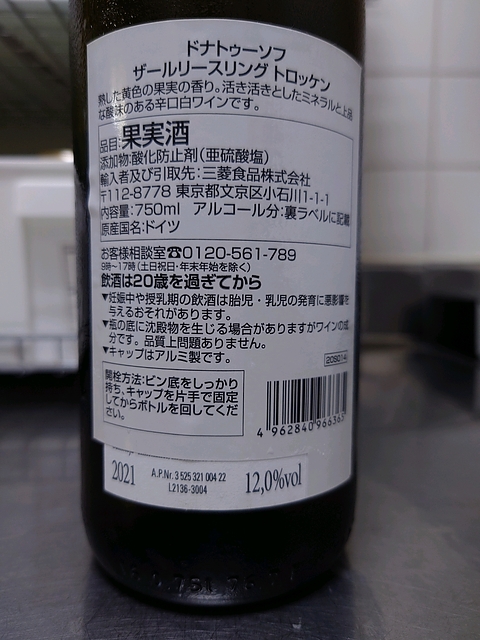 ドナトゥーソフ
ザールリースリング トロッケン
熟した黄色の果実の香り。活き活きとしたミネラルと上品
な酸味のある辛口白ワインです。
品目:果実酒
添加物:酸化防止剤(亜硫酸塩)
輸入者及び引取先:三菱食品株式会社
〒112-8778 東京都文京区小石川1-1-1
内容量:750ml アルコール分:裏ラベルに記載
原産国名:ドイツ
お客様相談室☎0120-561-789
9時~17時(土日祝日・年末年始を除く)
飲酒は20歳を過ぎてから
▼妊娠中や授乳期の飲酒は胎児・乳児の発育に悪影響を
与えるおそれがあります。
▼瓶の底に沈殿物を生じる場合がありますがワインの成
分です。品質上問題ありません。
▼キャップはアルミ製です。
20S014
開栓方法:ビン底をしっかり
持ち、キャップを片手で固定
してからボトルを回してくだ
さい。
4 962840 966363
2021
A.P.Nr. 3 525 321 004 22
L2136-3004
12,0%vol